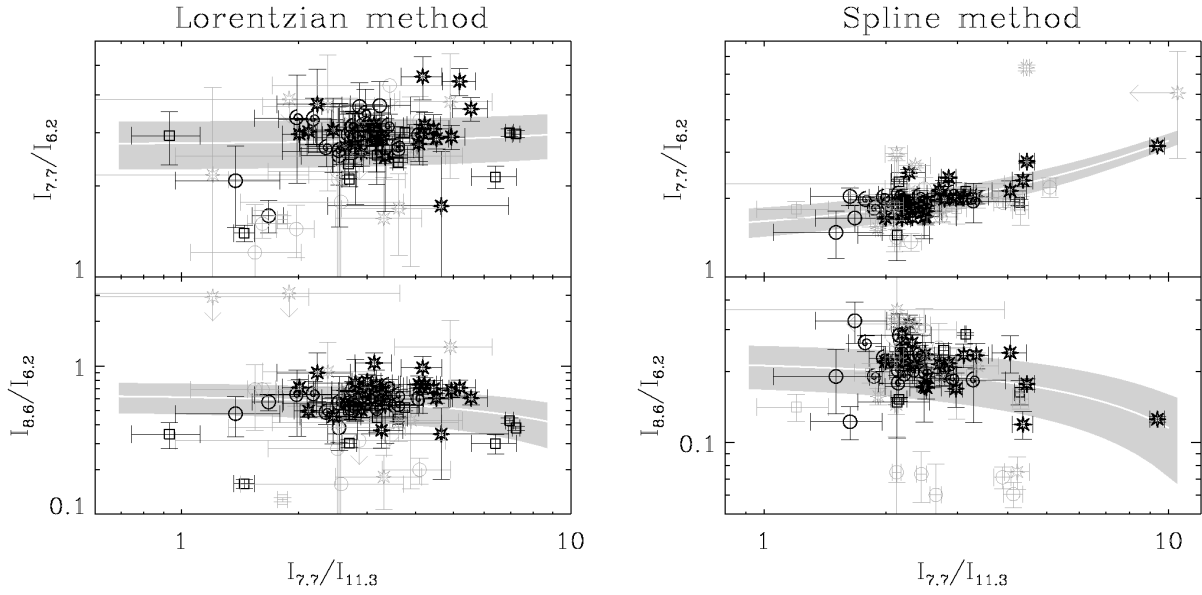 Lorentzian method
Spline method
I7.7/I6.2
1
I7.7/I6.2
1
I8.6/I6.2
1
0.1
I8.6/I6.2
0.1
1
10
1
10
I7.7/I11.3
I7.7/I11.3